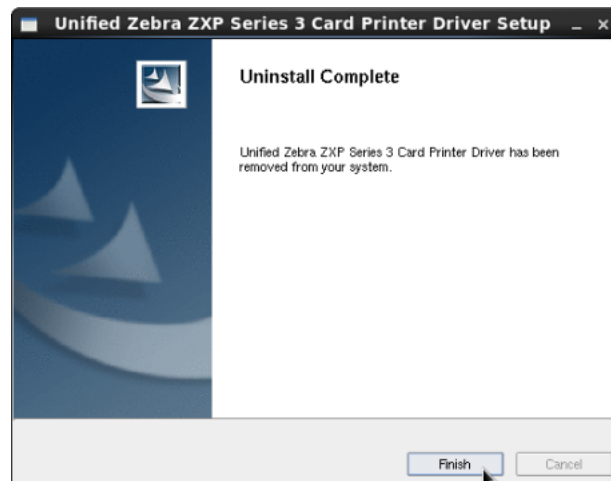 Unified Zebra ZXP Series 3 Card Printer Driver Setup
Uninstall Complete
Unified Zebra ZXP Series 3 Card Printer Driver has been
removed from your system.
Finish
Cancel